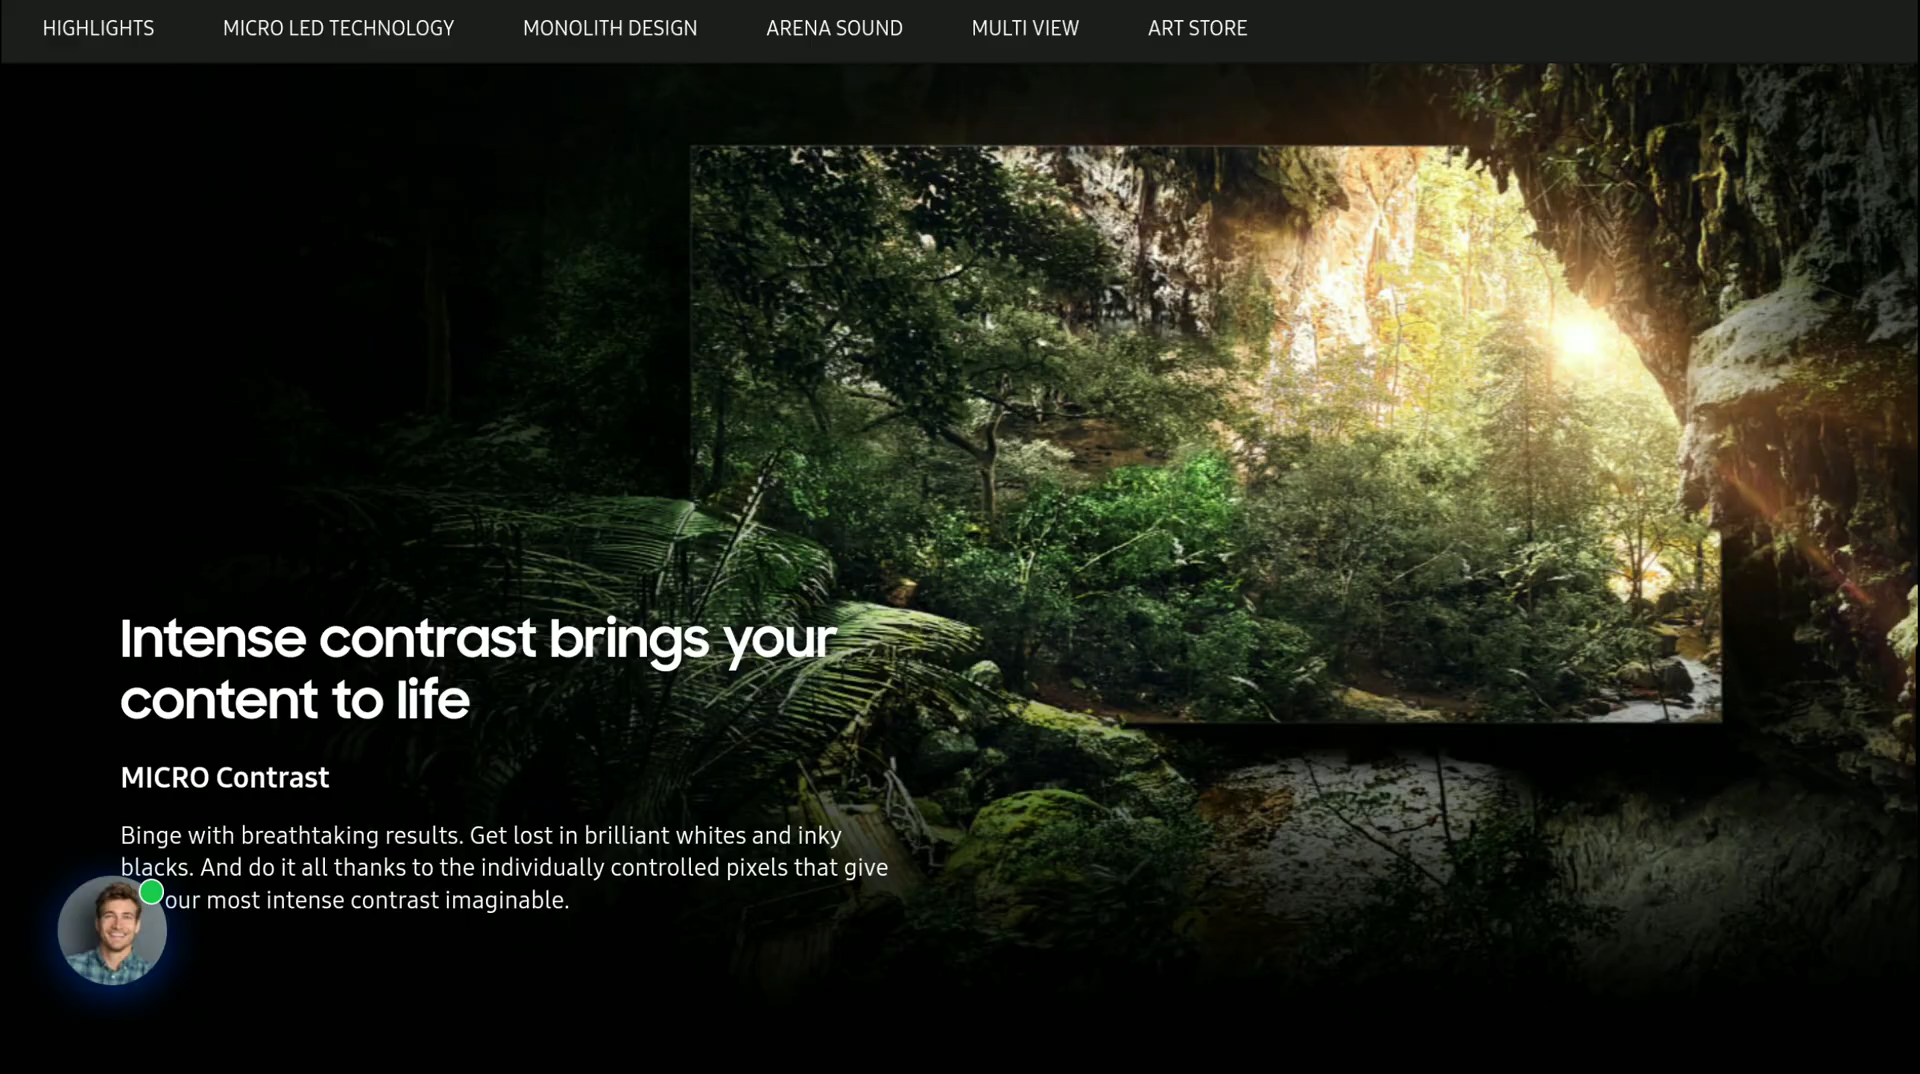 HIGHLIGHTS
MICRO LED TECHNOLOGY
MONOLITH DESIGN
ARENA SOUND
MULTI VIEW
ART STORE
Intense contrast brings your
content to life
MICRO Contrast
Binge with breathtaking results. Get lost in brilliant whites and inky
blacks. And do it all thanks to the individually controlled pixels that give
our most intense contrast imaginable.